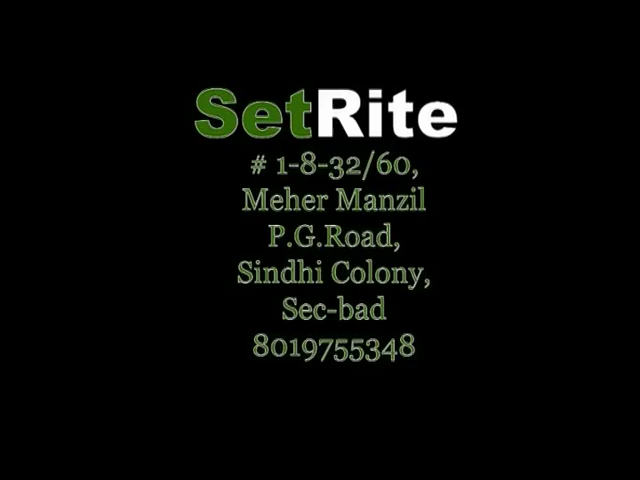 SetRite
# 1-8-32/60,
Meher Manzil
P.G.Road,
Sindhi Colony,
Sec-bad
8019755348